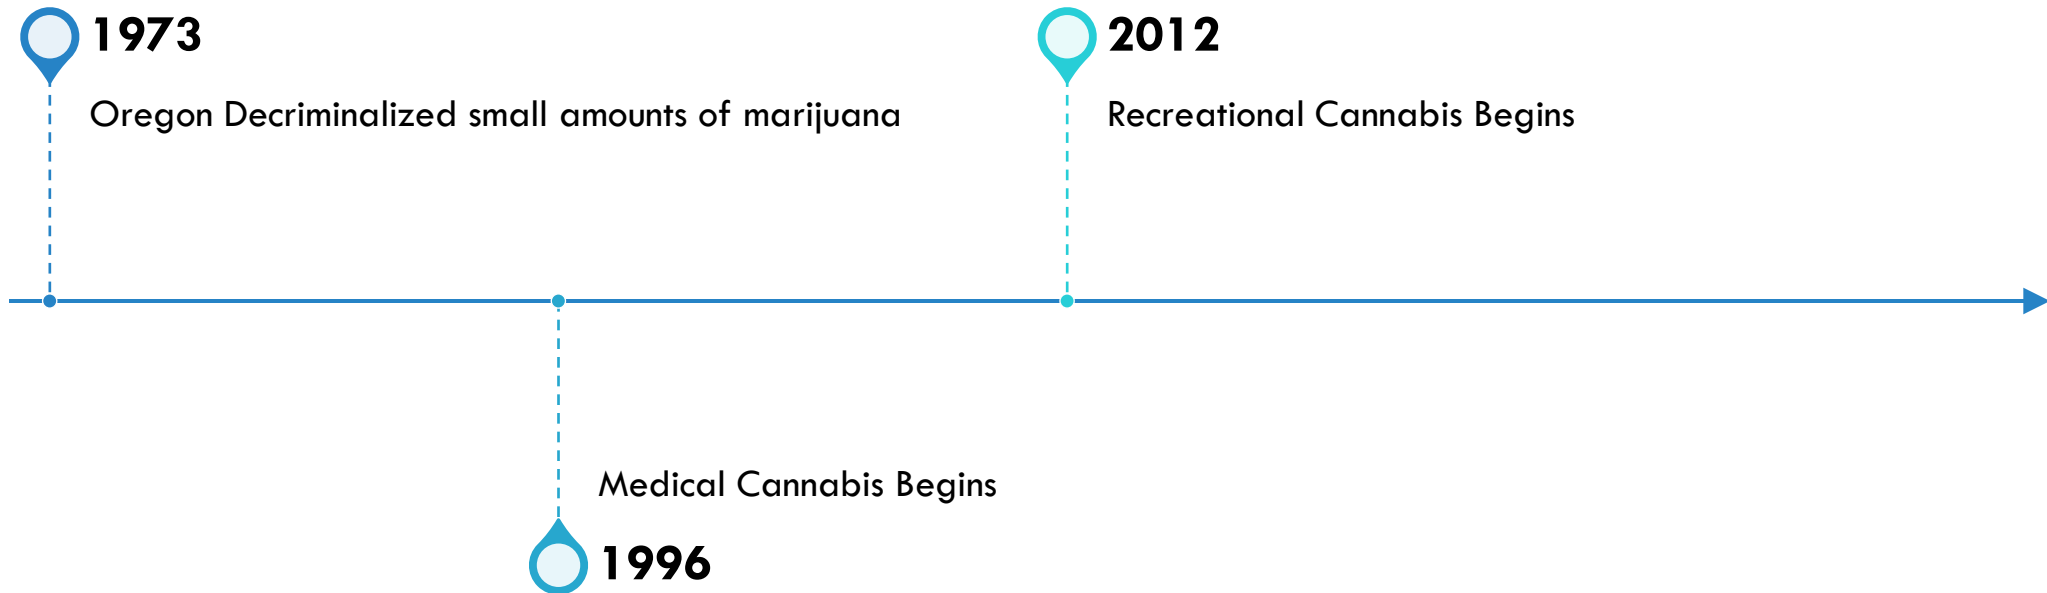 1973
Oregon Decriminalized small amounts of marijuana
2012
Recreational Cannabis Begins
Medical Cannabis Begins
1996